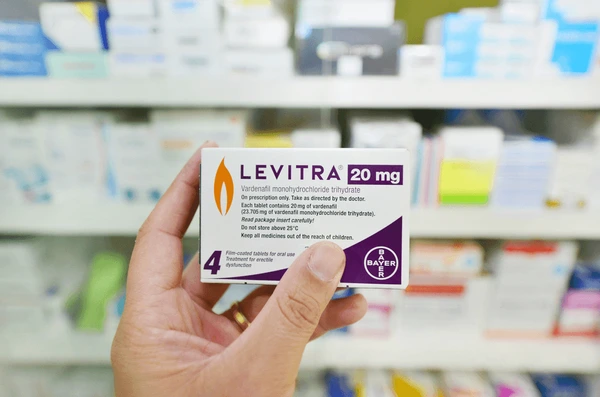 LEVITRA® 20 mg
Vardenafil monohydrochloride trihydrate
On prescription only. Take as directed by the doctor.
Each tablet contains 20 mg of vardenafil
(23.705 mg of vardenafil monohydrochloride trihydrate).
Read package insert carefully!
Do not store above 25°C
Keep all medicines out of the reach of children.
4
Film-coated tablets for oral use
Treatment for erectile
dysfunction
BAYER
BAYER